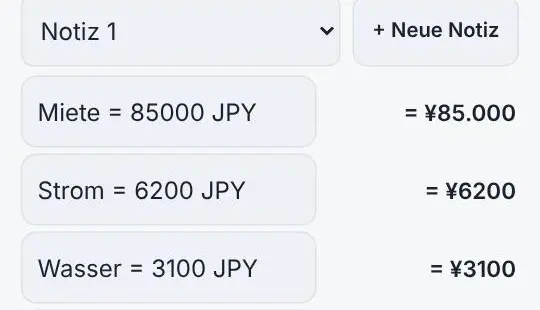 Notiz 1
+ Neue Notiz
Miete = 85000 JPY
= ¥85.000
Strom = 6200 JPY
= ¥6200
Wasser = 3100 JPY
= ¥3100